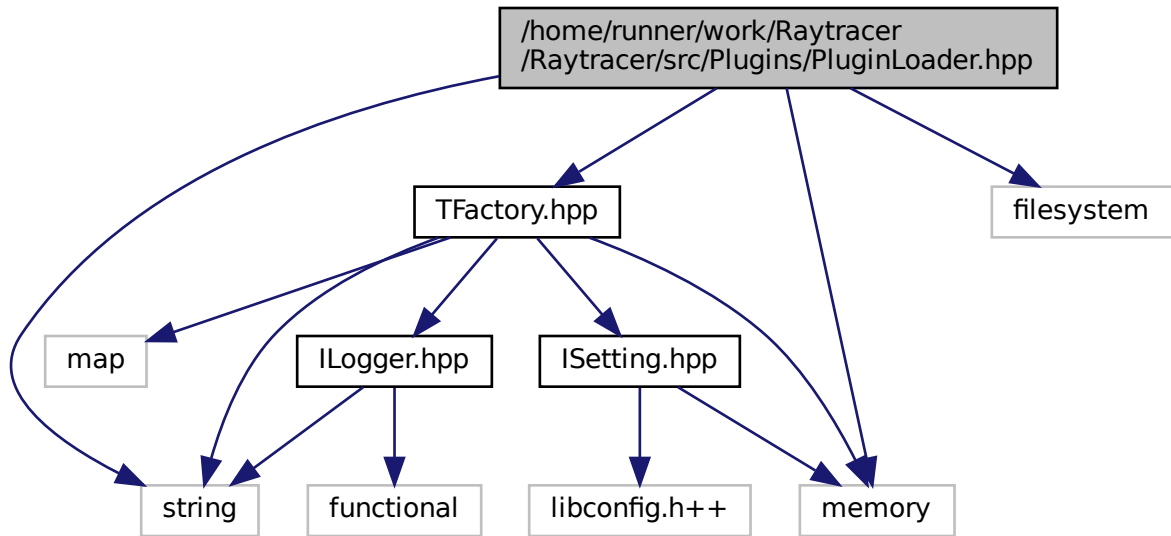 /home/runner/work/Raytracer
/Raytracer/src/Plugins/PluginLoader.hpp
TFactory.hpp
filesystem
map
ILogger.hpp
ISetting.hpp
string
functional
libconfig.h++
memory